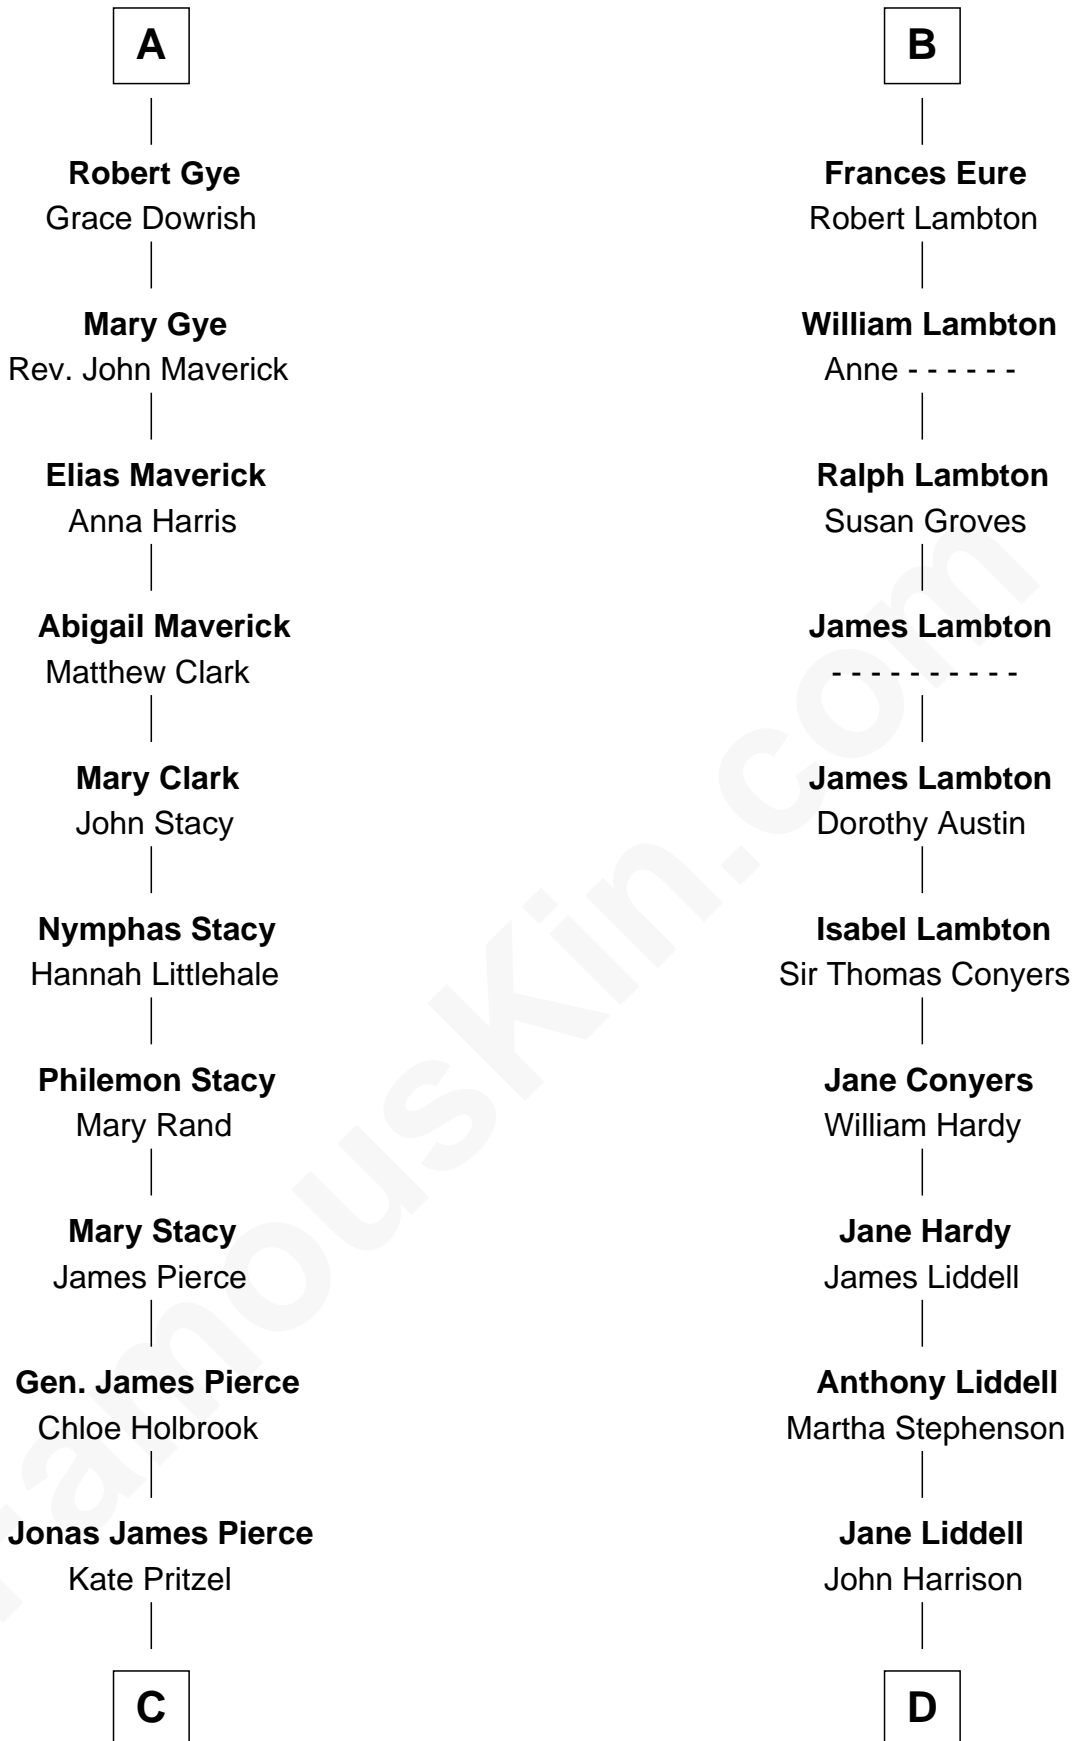 A
Robert Gye
Grace Dowrish
Mary Gye
Rev. John Maverick
Elias Maverick
Anna Harris
Abigail Maverick
Matthew Clark
Mary Clark
John Stacy
Nymphas Stacy
Hannah Littlehale
Philemon Stacy
Mary Rand
Mary Stacy
James Pierce
Gen. James Pierce
Chloe Holbrook
Jonas James Pierce
Kate Pritzel
C
B
Frances Eure
Robert Lambton
William Lambton
Anne - - - - - -
Ralph Lambton
Susan Groves
James Lambton
- - - - - - - - - -
James Lambton
Dorothy Austin
Isabel Lambton
Sir Thomas Conyers
Jane Conyers
William Hardy
Jane Hardy
James Liddell
Anthony Liddell
Martha Stephenson
Jane Liddell
John Harrison
D
FamousKin.com